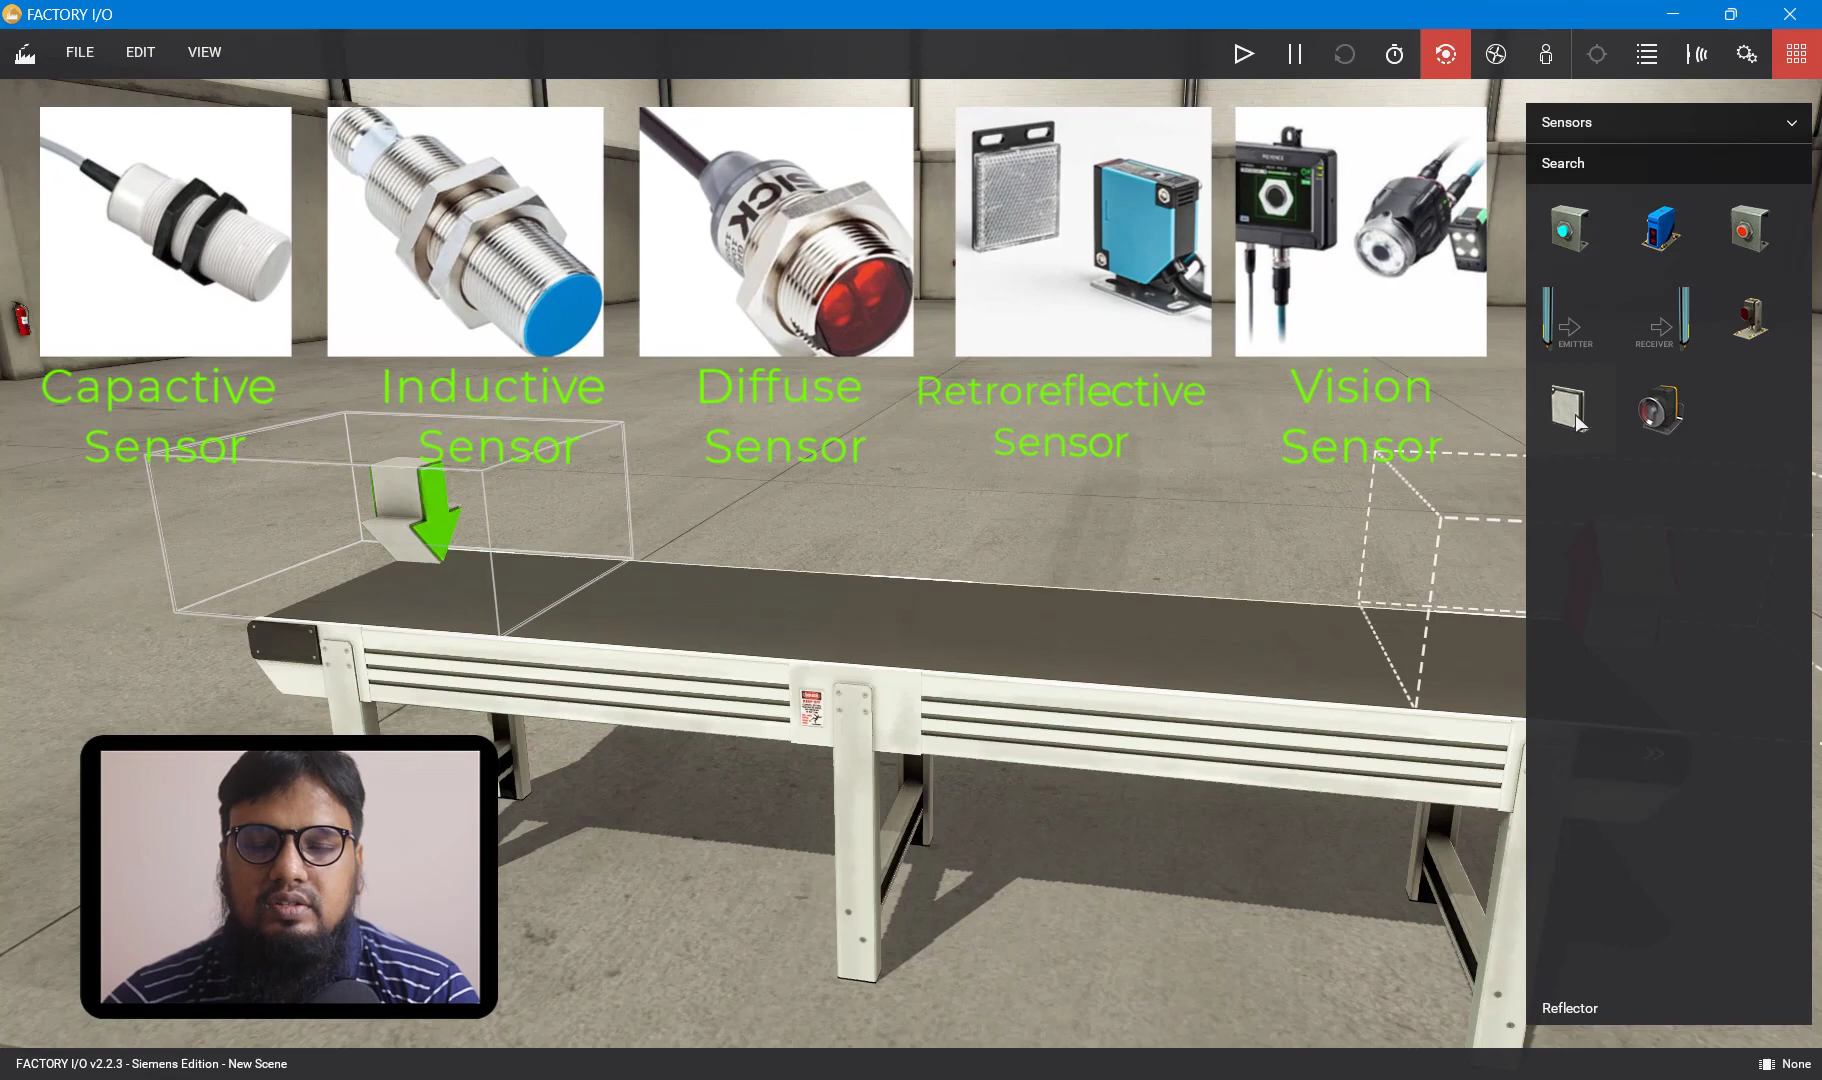 FACTORY I/O
FILE EDIT VIEW
Sensors
Search
SICK
KEYENCE
EMITTER
RECEIVER
Capactive
Sensor
Inductive
Sensor
Diffuse
Sensor
Retroreflective
Sensor
Vision
Sensor
Reflector
FACTORY I/O v2.2.3 - Siemens Edition - New Scene
None